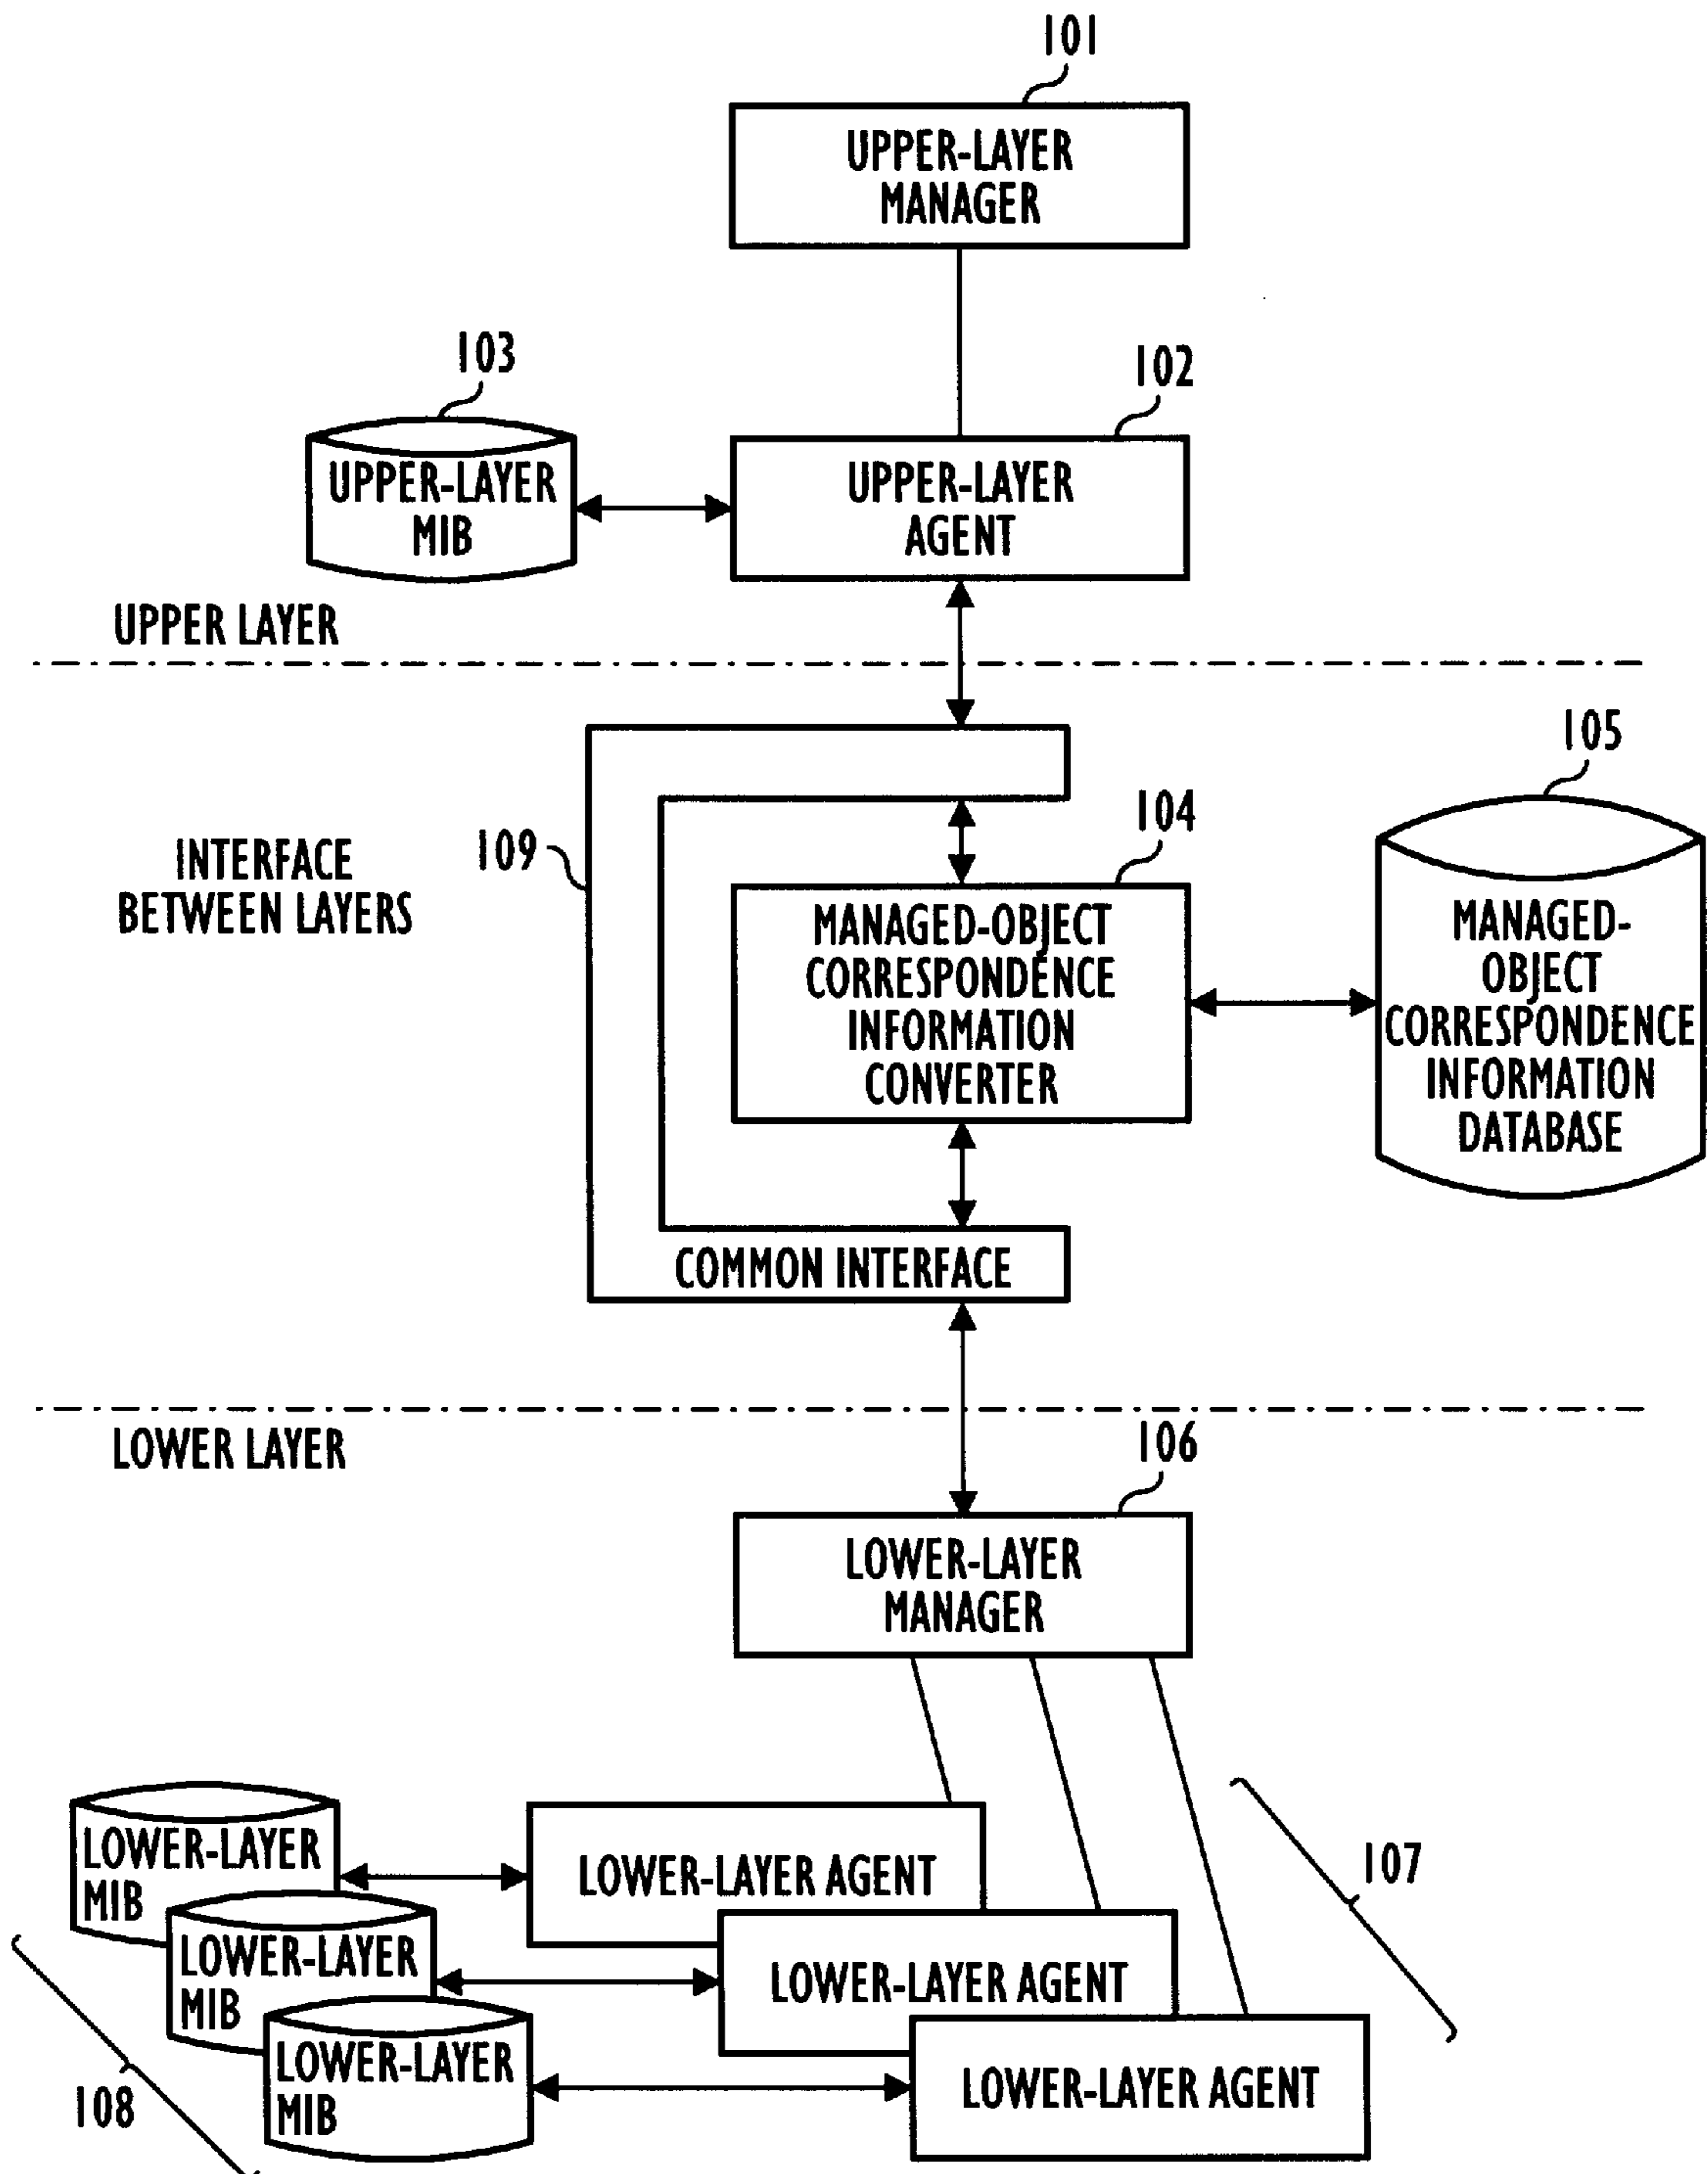 101
UPPER-LAYER
MANAGER
103
102
UPPER-LAYER
MIB
UPPER-LAYER
AGENT
UPPER LAYER
105
104
109
INTERFACE
BETWEEN LAYERS
MANAGED-OBJECT
CORRESPONDENCE
INFORMATION
CONVERTER
MANAGED-
OBJECT
CORRESPONDENCE
INFORMATION
DATABASE
COMMON INTERFACE
LOWER LAYER
106
LOWER-LAYER
MANAGER
LOWER-LAYER
MIB
LOWER-LAYER AGENT
107
LOWER-LAYER
MIB
LOWER-LAYER AGENT
LOWER-LAYER
MIB
LOWER-LAYER AGENT
108